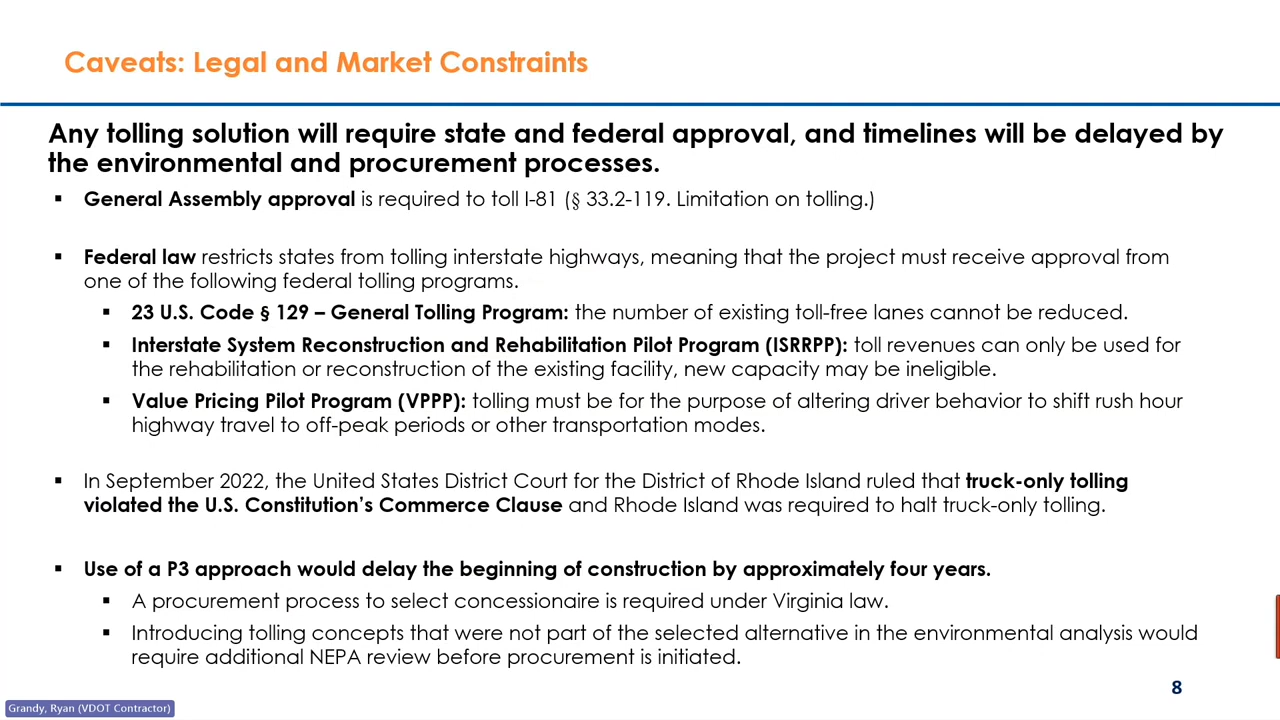 Caveats: Legal and Market Constraints
Any tolling solution will require state and federal approval, and timelines will be delayed by
the environmental and procurement processes.
▪ General Assembly approval is required to toll I-81 (§ 33.2-119. Limitation on tolling.)
▪ Federal law restricts states from tolling interstate highways, meaning that the project must receive approval from
one of the following federal tolling programs.
▪ 23 U.S. Code § 129 – General Tolling Program: the number of existing toll-free lanes cannot be reduced.
▪ Interstate System Reconstruction and Rehabilitation Pilot Program (ISRRPP): toll revenues can only be used for
the rehabilitation or reconstruction of the existing facility, new capacity may be ineligible.
▪ Value Pricing Pilot Program (VPPP): tolling must be for the purpose of altering driver behavior to shift rush hour
highway travel to off-peak periods or other transportation modes.
▪ In September 2022, the United States District Court for the District of Rhode Island ruled that truck-only tolling
violated the U.S. Constitution’s Commerce Clause and Rhode Island was required to halt truck-only tolling.
▪ Use of a P3 approach would delay the beginning of construction by approximately four years.
▪ A procurement process to select concessionaire is required under Virginia law.
▪ Introducing tolling concepts that were not part of the selected alternative in the environmental analysis would
require additional NEPA review before procurement is initiated.
8
Grandy, Ryan (VDOT Contractor)